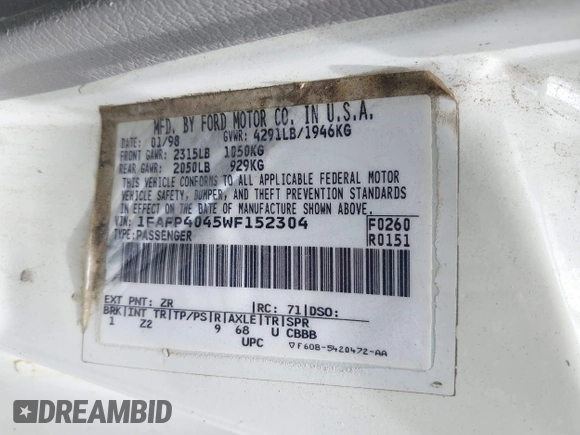 MFD. BY FORD MOTOR CO. IN U.S.A.
DATE: 01/98 GVWR: 4291LB/1946KG
FRONT GAWR: 2315LB 1050KG
REAR GAWR: 2050LB 929KG
THIS VEHICLE CONFORMS TO ALL APPLICABLE FEDERAL MOTOR
VEHICLE SAFETY, BUMPER, AND THEFT PREVENTION STANDARDS
IN EFFECT ON THE DATE OF MANUFACTURE SHOWN ABOVE.
VIN: 1FAFP4045WF152304 F0260
TYPE: PASSENGER R0151
EXT PNT: ZR RC: 71 DSO:
BRK INT TR TP/PS R AXLE TR SPR
1 Z2 9 68 U CBBB
UPC ▽F60B-5420472-AA
DREAMBID